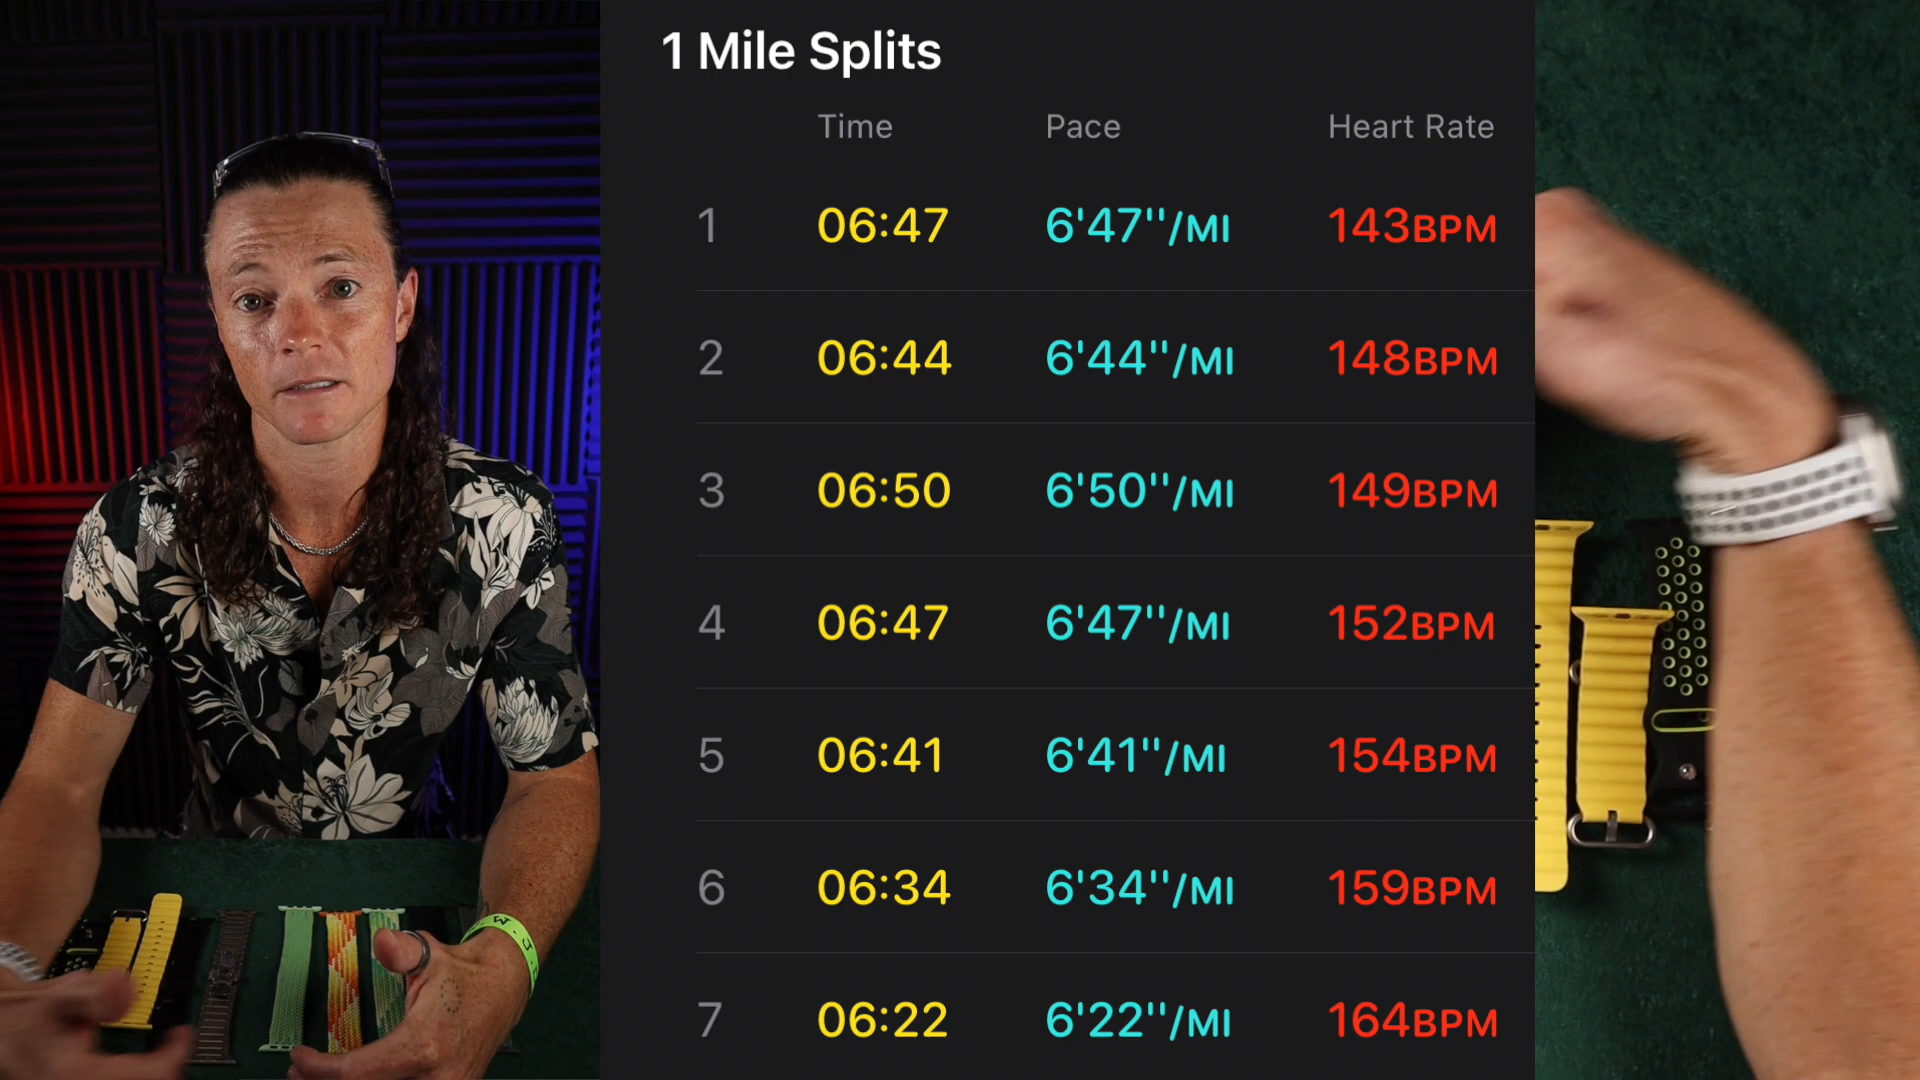 1 Mile Splits
Time Pace Heart Rate
1 06:47 6'47''/MI 143BPM
2 06:44 6'44''/MI 148BPM
3 06:50 6'50''/MI 149BPM
4 06:47 6'47''/MI 152BPM
5 06:41 6'41''/MI 154BPM
6 06:34 6'34''/MI 159BPM
7 06:22 6'22''/MI 164BPM